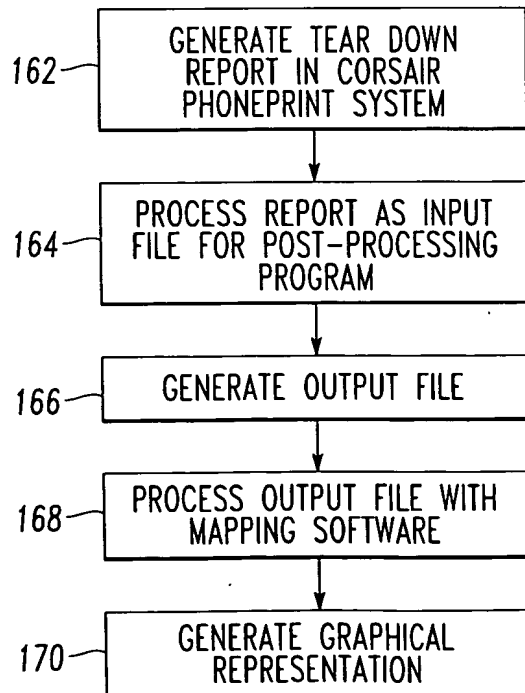 162
GENERATE TEAR DOWN
REPORT IN CORSAIR
PHONEPRINT SYSTEM
164
PROCESS REPORT AS INPUT
FILE FOR POST-PROCESSING
PROGRAM
166
GENERATE OUTPUT FILE
168
PROCESS OUTPUT FILE WITH
MAPPING SOFTWARE
170
GENERATE GRAPHICAL
REPRESENTATION